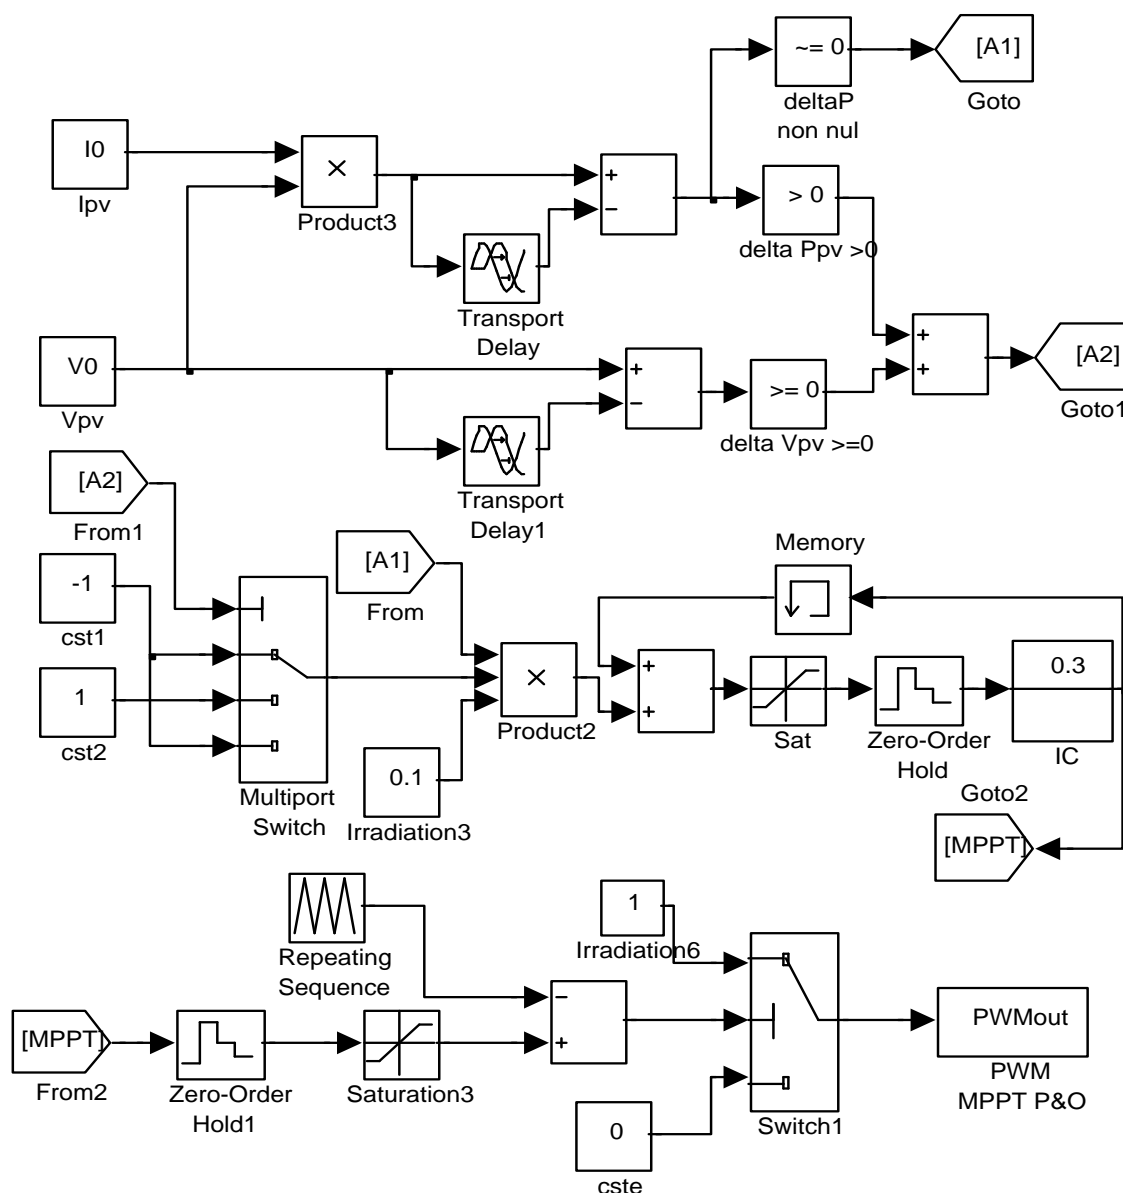 ~= 0
[A1]
deltaP
non nul
Goto
I0
Ipv
×
Product3
+
−
> 0
delta Ppv >0
Transport
Delay
V0
Vpv
+
−
>= 0
delta Vpv >=0
+
+
[A2]
Goto1
Transport
Delay1
[A2]
From1
-1
cst1
1
cst2
Multiport
Switch
[A1]
From
0.1
Irradiation3
×
Product2
Memory
+
+
Sat
Zero-Order
Hold
0.3
IC
Goto2
[MPPT]
Repeating
Sequence
1
Irradiation6
[MPPT]
From2
Zero-Order
Hold1
Saturation3
−
+
0
cste
Switch1
PWMout
PWM
MPPT P&O